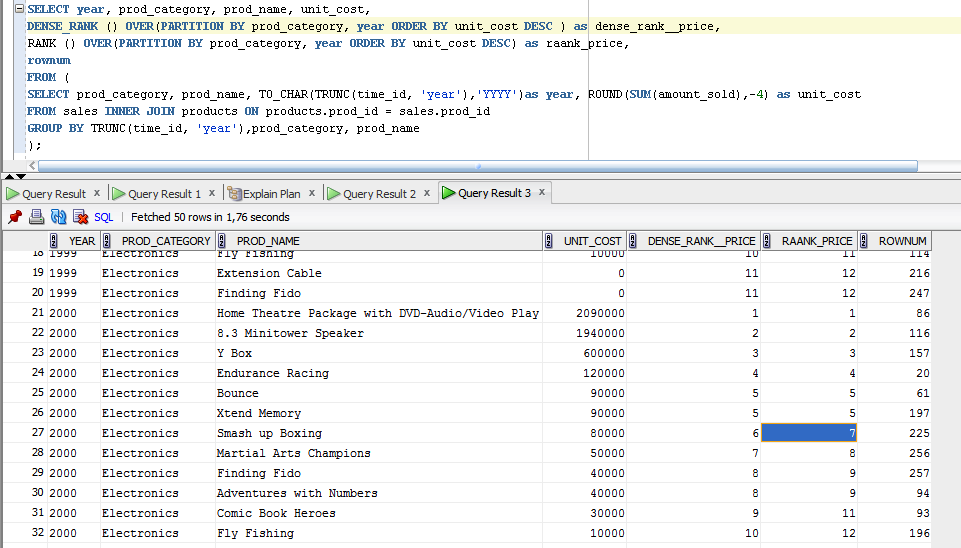 SELECT year, prod_category, prod_name, unit_cost,
DENSE_RANK () OVER(PARTITION BY prod_category, year ORDER BY unit_cost DESC ) as dense_rank__price,
RANK () OVER(PARTITION BY prod_category, year ORDER BY unit_cost DESC) as raank_price,
rownum
FROM (
SELECT prod_category, prod_name, TO_CHAR(TRUNC(time_id, 'year'),'YYYY')as year, ROUND(SUM(amount_sold),-4) as unit_cost
FROM sales INNER JOIN products ON products.prod_id = sales.prod_id
GROUP BY TRUNC(time_id, 'year'),prod_category, prod_name
);
Query Result x Query Result 1 x Explain Plan x Query Result 2 x Query Result 3 x
SQL | Fetched 50 rows in 1,76 seconds
YEAR PROD_CATEGORY PROD_NAME UNIT_COST DENSE_RANK__PRICE RAANK_PRICE ROWNUM
18 1999 Electronics Fly Fishing 10000 10 11 114
19 1999 Electronics Extension Cable 0 11 12 216
20 1999 Electronics Finding Fido 0 11 12 247
21 2000 Electronics Home Theatre Package with DVD-Audio/Video Play 2090000 1 1 86
22 2000 Electronics 8.3 Minitower Speaker 1940000 2 2 116
23 2000 Electronics Y Box 600000 3 3 157
24 2000 Electronics Endurance Racing 120000 4 4 20
25 2000 Electronics Bounce 90000 5 5 61
26 2000 Electronics Xtend Memory 90000 5 5 197
27 2000 Electronics Smash up Boxing 80000 6 7 225
28 2000 Electronics Martial Arts Champions 50000 7 8 256
29 2000 Electronics Finding Fido 40000 8 9 257
30 2000 Electronics Adventures with Numbers 40000 8 9 94
31 2000 Electronics Comic Book Heroes 30000 9 11 93
32 2000 Electronics Fly Fishing 10000 10 12 196